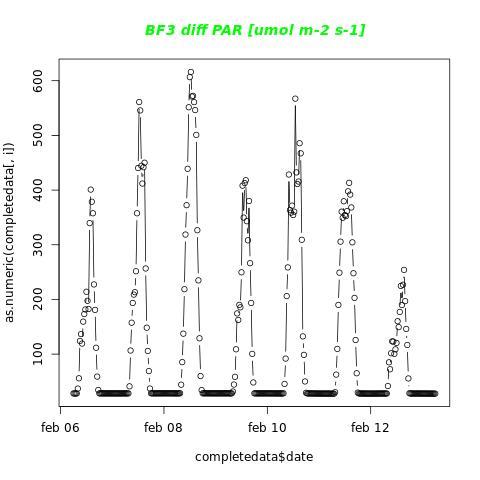 BF3 diff PAR [umol m-2 s-1]
as.numeric(completedata[, i])
600
500
400
300
200
100
feb 06 feb 08 feb 10 feb 12
completedata$date